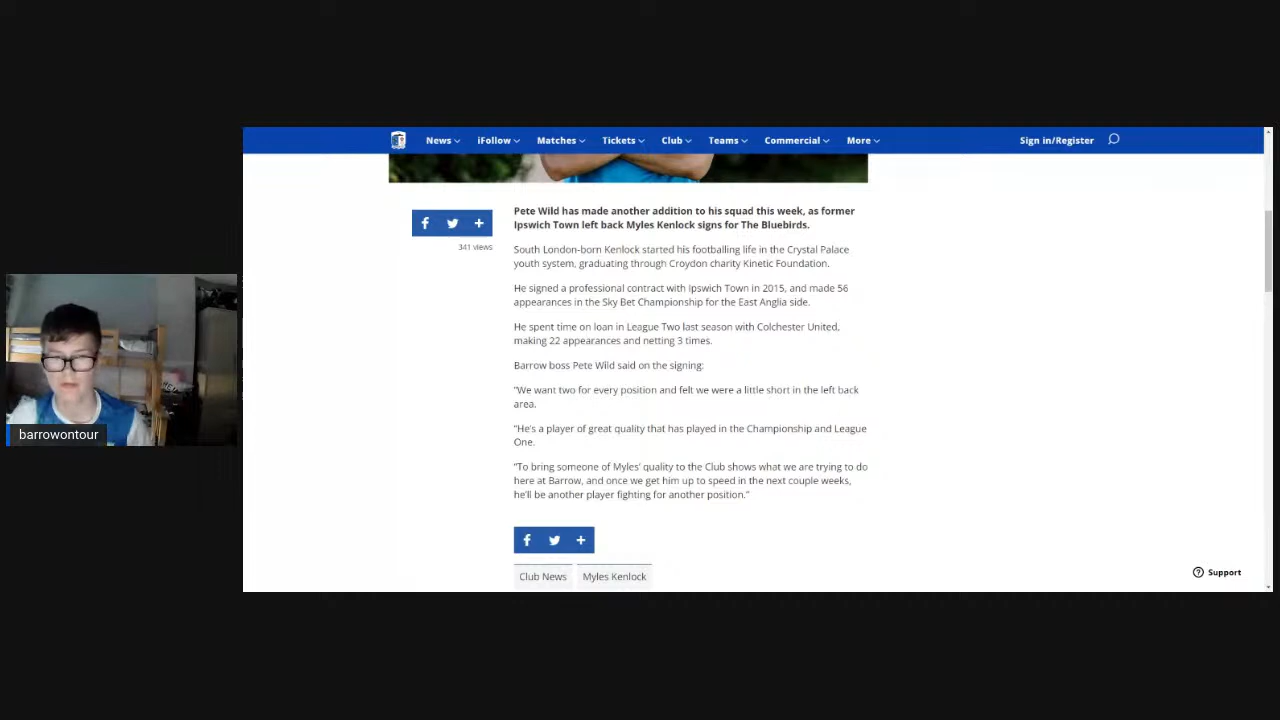 News iFollow Matches Tickets Club Teams Commercial More Sign in/Register
Pete Wild has made another addition to his squad this week, as former
Ipswich Town left back Myles Kenlock signs for The Bluebirds.
341 views
South London-born Kenlock started his footballing life in the Crystal Palace
youth system, graduating through Croydon charity Kinetic Foundation.
He signed a professional contract with Ipswich Town in 2015, and made 56
appearances in the Sky Bet Championship for the East Anglia side.
He spent time on loan in League Two last season with Colchester United,
making 22 appearances and netting 3 times.
Barrow boss Pete Wild said on the signing:
"We want two for every position and felt we were a little short in the left back
area.
"He's a player of great quality that has played in the Championship and League
One.
"To bring someone of Myles' quality to the Club shows what we are trying to do
here at Barrow, and once we get him up to speed in the next couple weeks,
he'll be another player fighting for another position."
Club News Myles Kenlock
Support
barrowontour